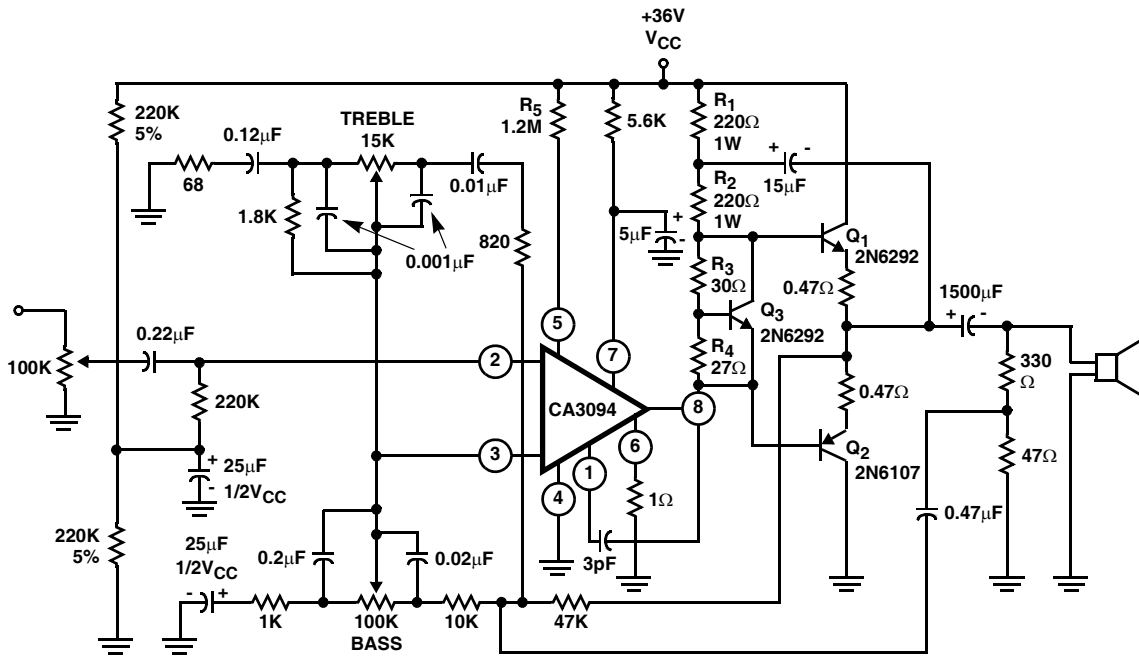 +36V
VCC
220K
5%
0.12μF
68
TREBLE
15K
0.01μF
1.8K
0.001μF
820
R5
1.2M
5.6K
5μF
+
-
R1
220Ω
1W
+
-
15μF
R2
220Ω
1W
R3
30Ω
Q3
2N6292
R4
27Ω
Q1
2N6292
0.47Ω
1500μF
+
-
330
Ω
0.47Ω
Q2
2N6107
47Ω
0.47μF
100K
0.22μF
220K
+
-
25μF
1/2VCC
220K
5%
2
3
5
7
CA3094
8
6
1
4
1Ω
3pF
25μF
1/2VCC
-
+
0.2μF
0.02μF
1K
100K
BASS
10K
47K